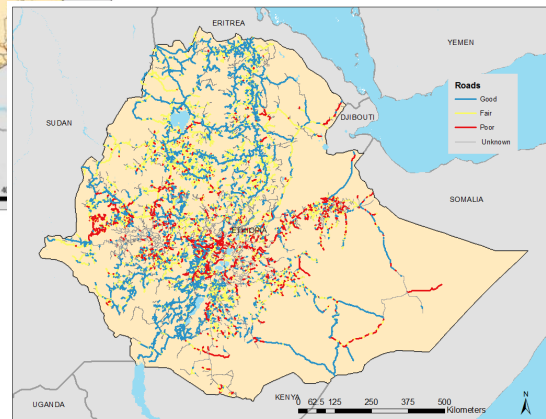 ERITREA
YEMEN
SUDAN
Roads
Good
Fair
Poor
Unknown
DJIBOUTI
SOMALIA
ETHIOPIA
UGANDA
KENYA
0 62.5 125 250 375 500
Kilometers
N